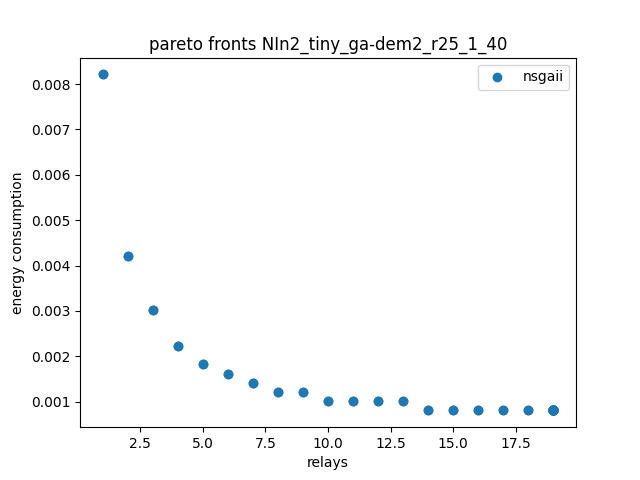 pareto fronts NIn2_tiny_ga-dem2_r25_1_40
nsgaii
0.008
0.007
0.006
0.005
0.004
0.003
0.002
0.001
energy consumption
2.5 5.0 7.5 10.0 12.5 15.0 17.5
relays